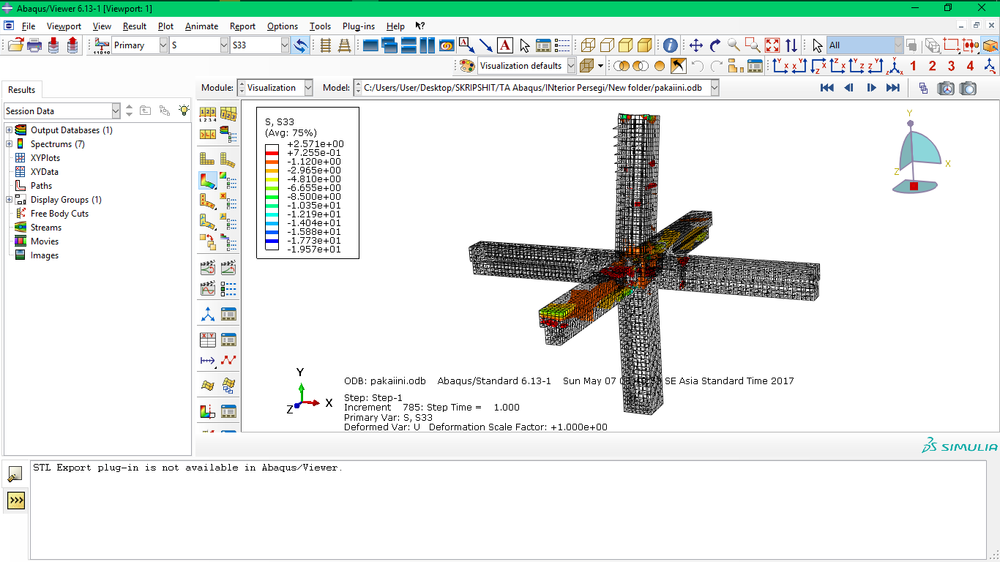 Abaqus/Viewer 6.13-1 [Viewport: 1]
File Viewport View Result Plot Animate Report Options Tools Plug-ins Help
Primary S S33 All
Visualization defaults
1 2 3 4
Results
Module: Visualization Model: C:/Users/User/Desktop/SKRIPSHIT/TA Abaqus/INterior Persegi/New folder/pakaiini.odb
Session Data
Output Databases (1)
Spectrums (7)
XYPlots
XYData
Paths
Display Groups (1)
Free Body Cuts
Streams
Movies
Images
S, S33
(Avg: 75%)
+2.571e+00
+7.255e-01
-1.120e+00
-2.965e+00
-4.810e+00
-6.655e+00
-8.500e+00
-1.035e+01
-1.219e+01
-1.404e+01
-1.588e+01
-1.773e+01
-1.957e+01
Y
X
Z
Y
X
Z
ODB: pakaiini.odb Abaqus/Standard 6.13-1 Sun May 07 SE Asia Standard Time 2017
Step: Step-1
Increment 785: Step Time = 1.000
Primary Var: S, S33
Deformed Var: U Deformation Scale Factor: +1.000e+00
SIMULIA
STL Export plug-in is not available in Abaqus/Viewer.
>>>